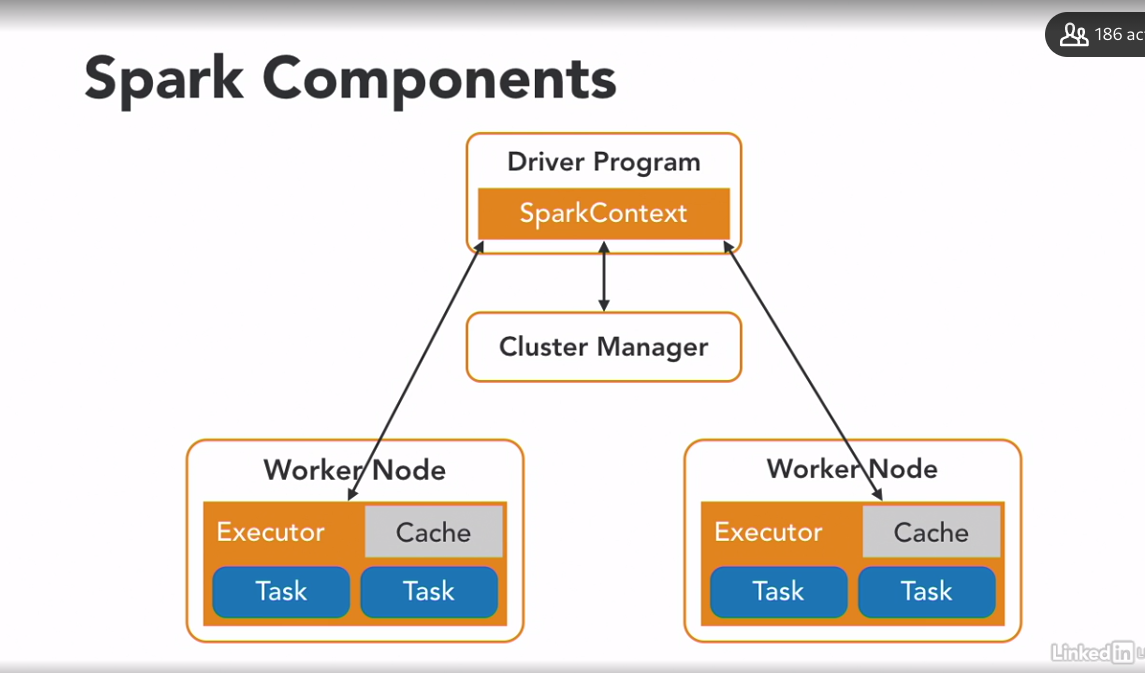 186
Spark Components
Driver Program
SparkContext
Cluster Manager
Worker Node
Executor
Cache
Task
Task
Worker Node
Executor
Cache
Task
Task
Linked in